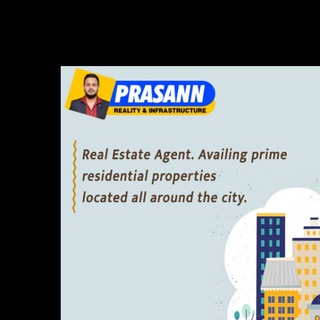 PRASANN
REALITY & INFRASTRUCTURE
Real Estate Agent. Availing prime
residential properties
located all around the city.